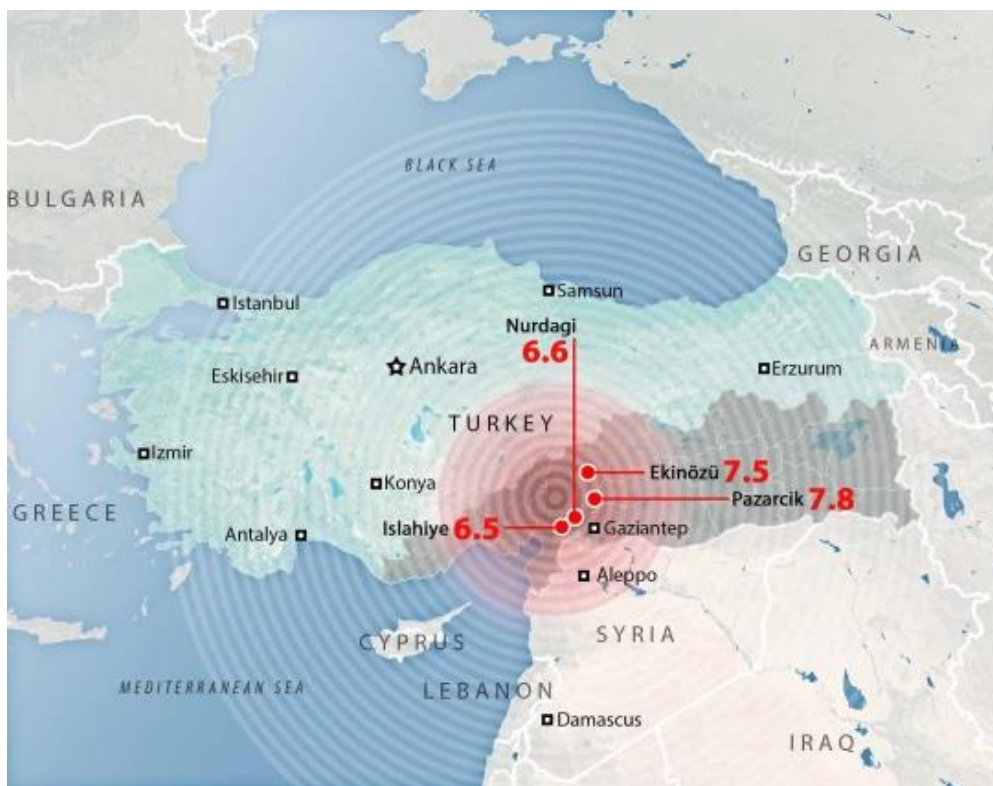 BLACK SEA
BULGARIA
GEORGIA
Istanbul
Samsun
Nurdagi
6.6
ARMENIA
Ankara
Eskisehir
Erzurum
TURKEY
Izmir
Ekinözü 7.5
Konya
Pazarcik 7.8
GREECE
Islahiye 6.5
Gaziantep
Antalya
Aleppo
CYPRUS
SYRIA
MEDITERRANEAN SEA
LEBANON
Damascus
IRAQ